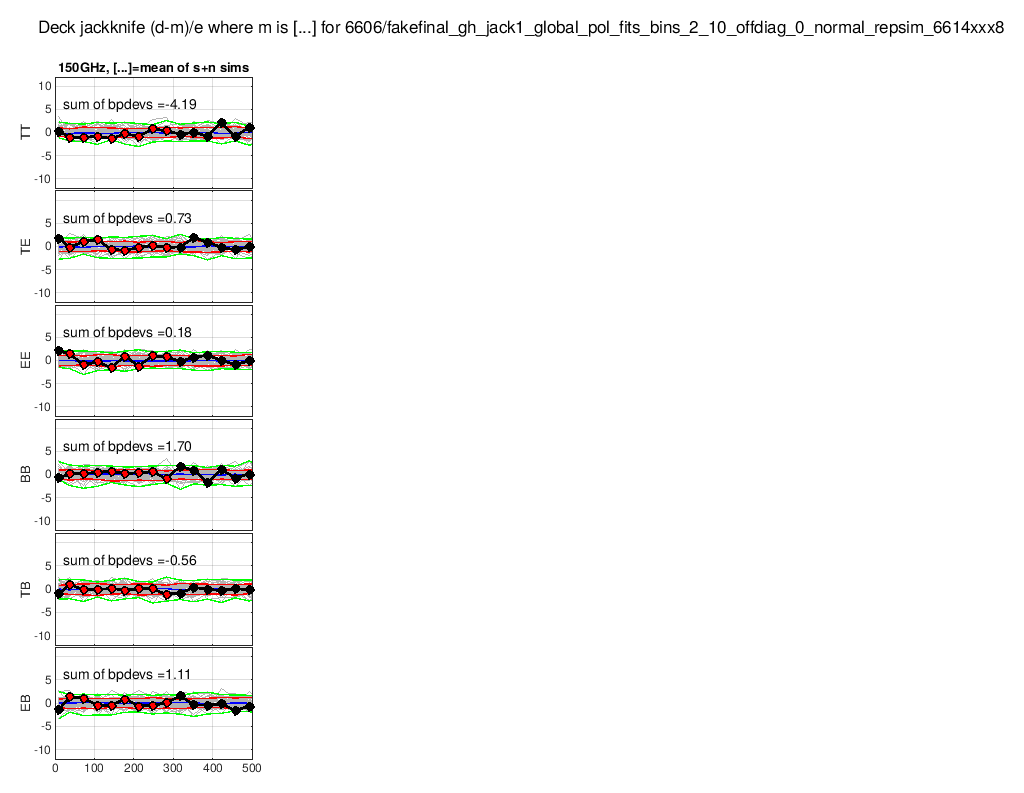 Deck jackknife (d-m)/e where m is [...] for 6606/fakefinal_gh_jack1_global_pol_fits_bins_2_10_offdiag_0_normal_repsim_6614xxx8
150GHz, [...]=mean of s+n sims
10
5
0
-5
-10
TT
sum of bpdevs =-4.19
5
0
-5
-10
TE
sum of bpdevs =0.73
5
0
-5
-10
EE
sum of bpdevs =0.18
5
0
-5
-10
BB
sum of bpdevs =1.70
5
0
-5
-10
TB
sum of bpdevs =-0.56
5
0
-5
-10
EB
sum of bpdevs =1.11
0 100 200 300 400 500